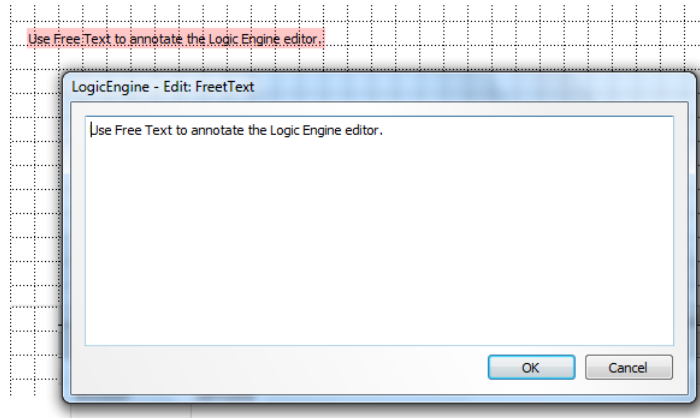 Use Free Text to annotate the Logic Engine editor.
LogicEngine - Edit: FreetText
Use Free Text to annotate the Logic Engine editor.
OK Cancel